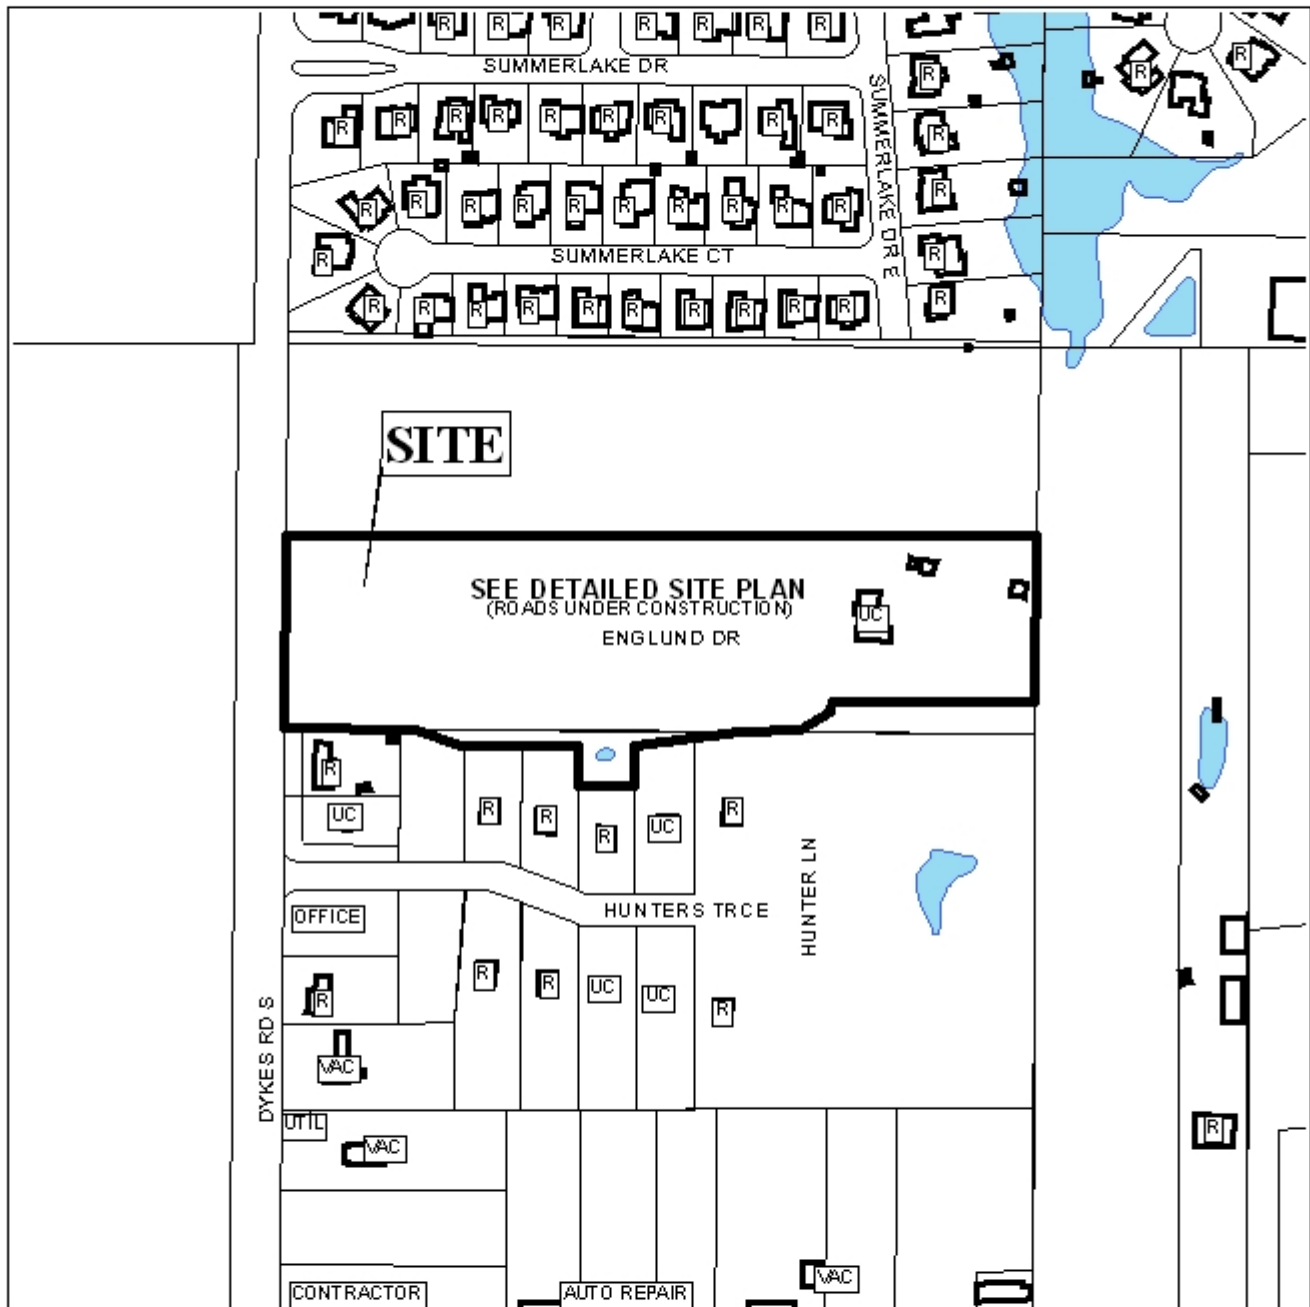 R R R R R R R
SUMMERLAKE DR
R R R
R R R R R R R R R
SUMMERLAKE DR E
R
R R R R R R R R R R
R
R
SUMMERLAKE CT
R
R R R R R R R R R R
R
SITE
SEE DETAILED SITE PLAN
(ROADS UNDER CONSTRUCTION)
ENGLUND DR
UC
R
UC
R R R UC R
HUNTER LN
HUNTERS TRCE
OFFICE
R R UC UC R
R
DYKES RD S
VAC
UTIL
VAC
R
VAC
CONTRACTOR
AUTO REPAIR